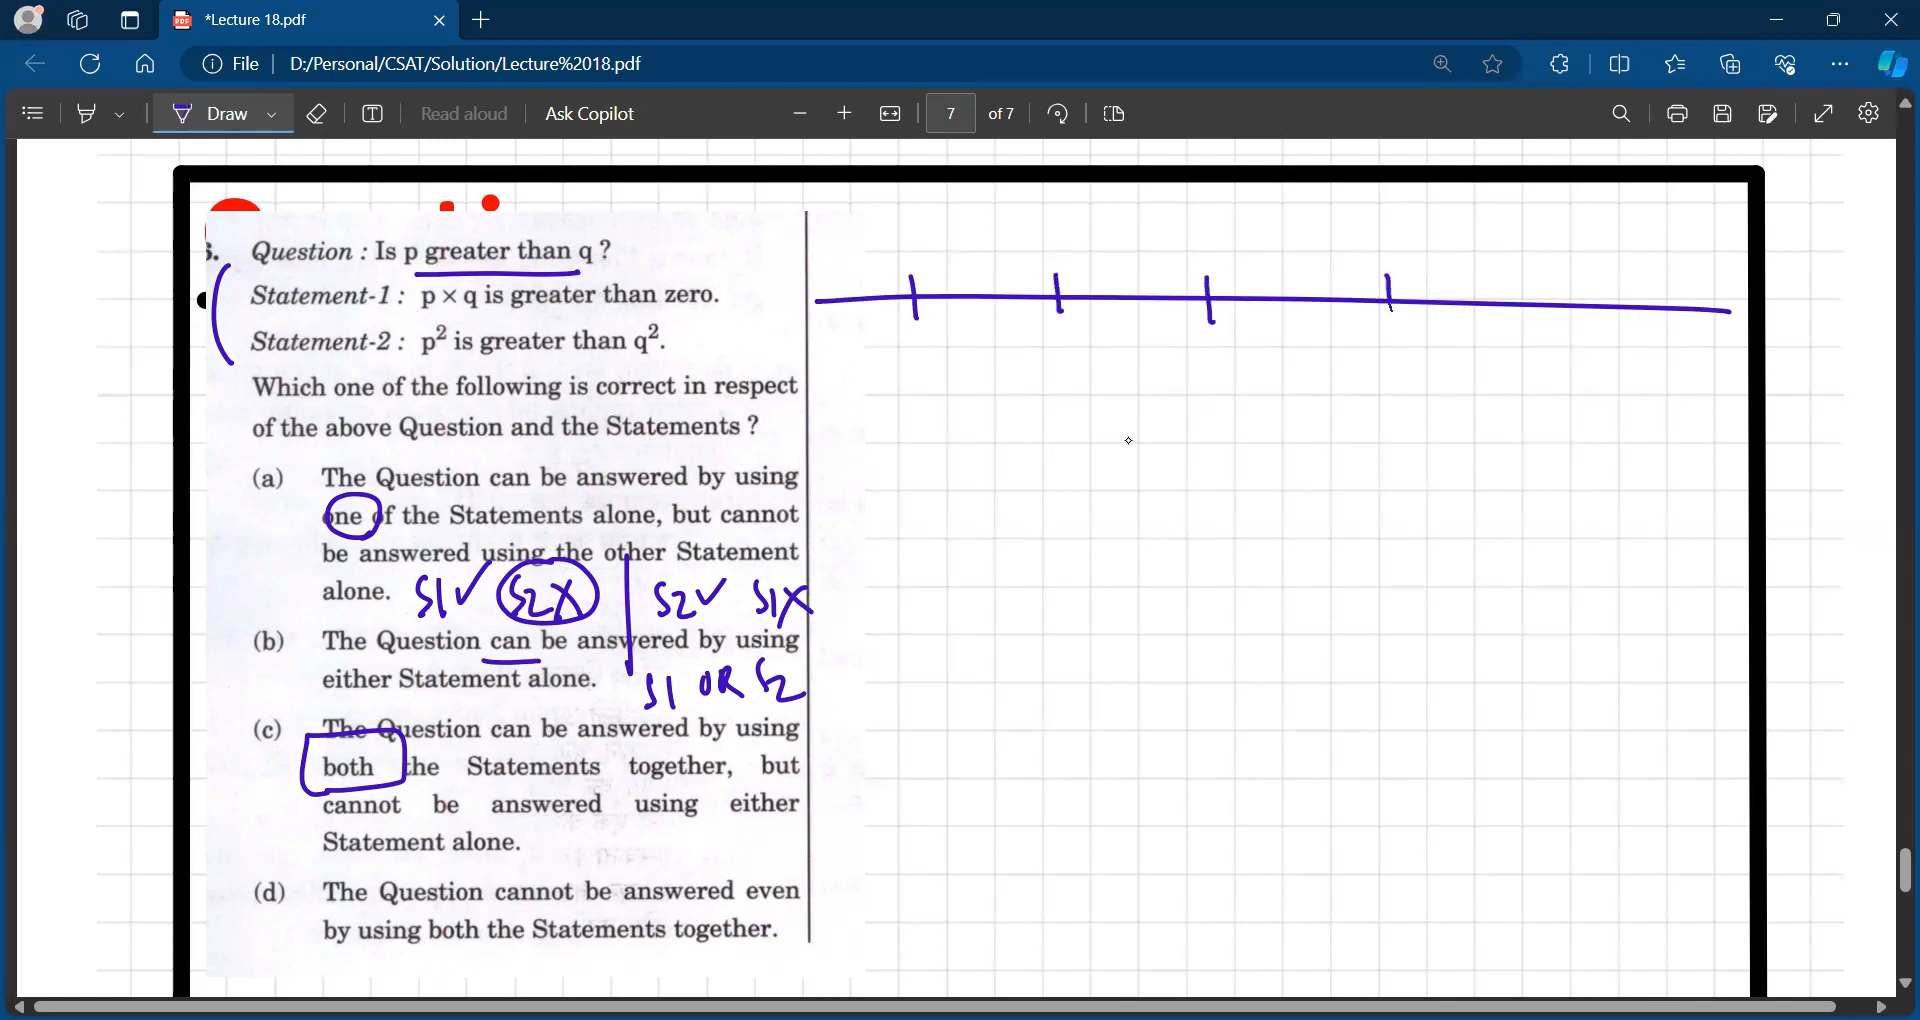 *Lecture 18.pdf
File D:/Personal/CSAT/Solution/Lecture%2018.pdf
Draw Read aloud Ask Copilot 7 of 7
Question : Is p greater than q ?
Statement-1 : p × q is greater than zero.
Statement-2 : p² is greater than q².
Which one of the following is correct in respect
of the above Question and the Statements ?
(a) The Question can be answered by using
one of the Statements alone, but cannot
be answered using the other Statement
alone. S1✓ S2X S2✓ S1X
(b) The Question can be answered by using
either Statement alone. S1 OR S2
(c) The Question can be answered by using
both the Statements together, but
cannot be answered using either
Statement alone.
(d) The Question cannot be answered even
by using both the Statements together.